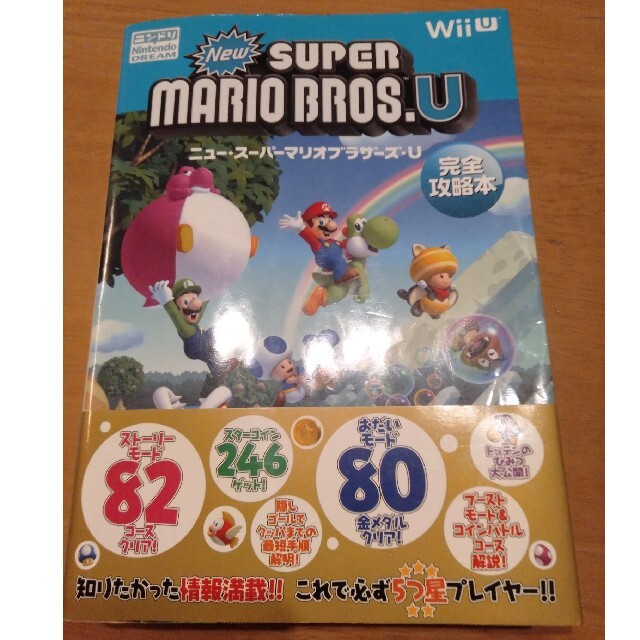 ニンドリ
Nintendo
DREAM
Wii U
New SUPER
MARIO BROS.U
ニュー・スーパーマリオブラザーズ・U
完全
攻略本
ストーリー
モード
82
コース
クリア!
スターコイン
246
ゲット!
隠し
ゴールで
クッパまでの
最短手順
解明!
おだい
モード
80
金メダル
クリア!
トッテンの
ひみつ
大公開!
ブースト
モード&
コインバトル
コース
解説!
知りたかった情報満載!! これで必ず5つ星プレイヤー!!